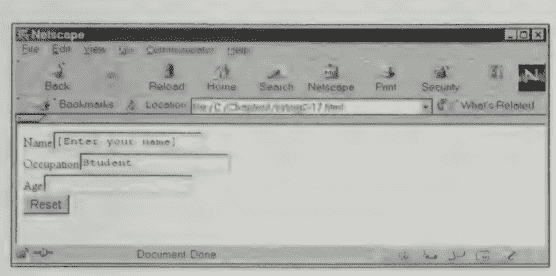 Netscape
File Edit View Go Communicator Help
Back Reload Home Search Netscape Print Security N
Bookmarks Location What's Related
Name [Enter your name]
Occupation Student
Age
Reset
Document Done